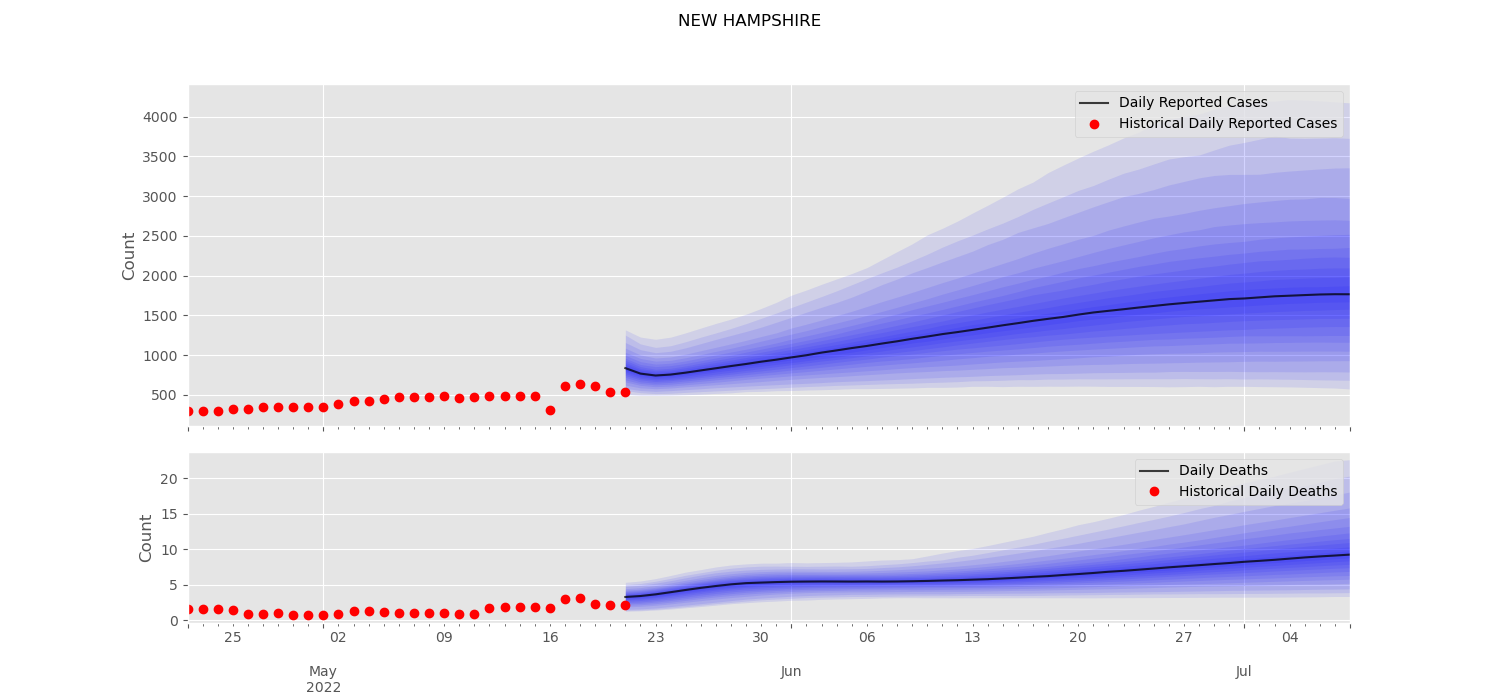 NEW HAMPSHIRE
Daily Reported Cases
Historical Daily Reported Cases
4000
3500
3000
2500
2000
1500
1000
500
Count
Daily Deaths
Historical Daily Deaths
20
15
10
5
0
Count
25 02 09 16 23 30 06 13 20 27 04
May Jun Jul
2022